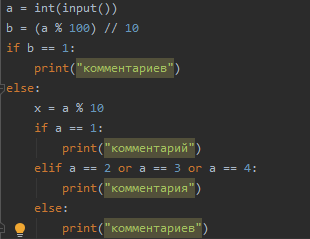 a = int(input())
b = (a % 100) // 10
if b == 1:
    print("комментариев")
else:
    x = a % 10
    if a == 1:
        print("комментарий")
    elif a == 2 or a == 3 or a == 4:
        print("комментария")
    else:
        print("комментариев")